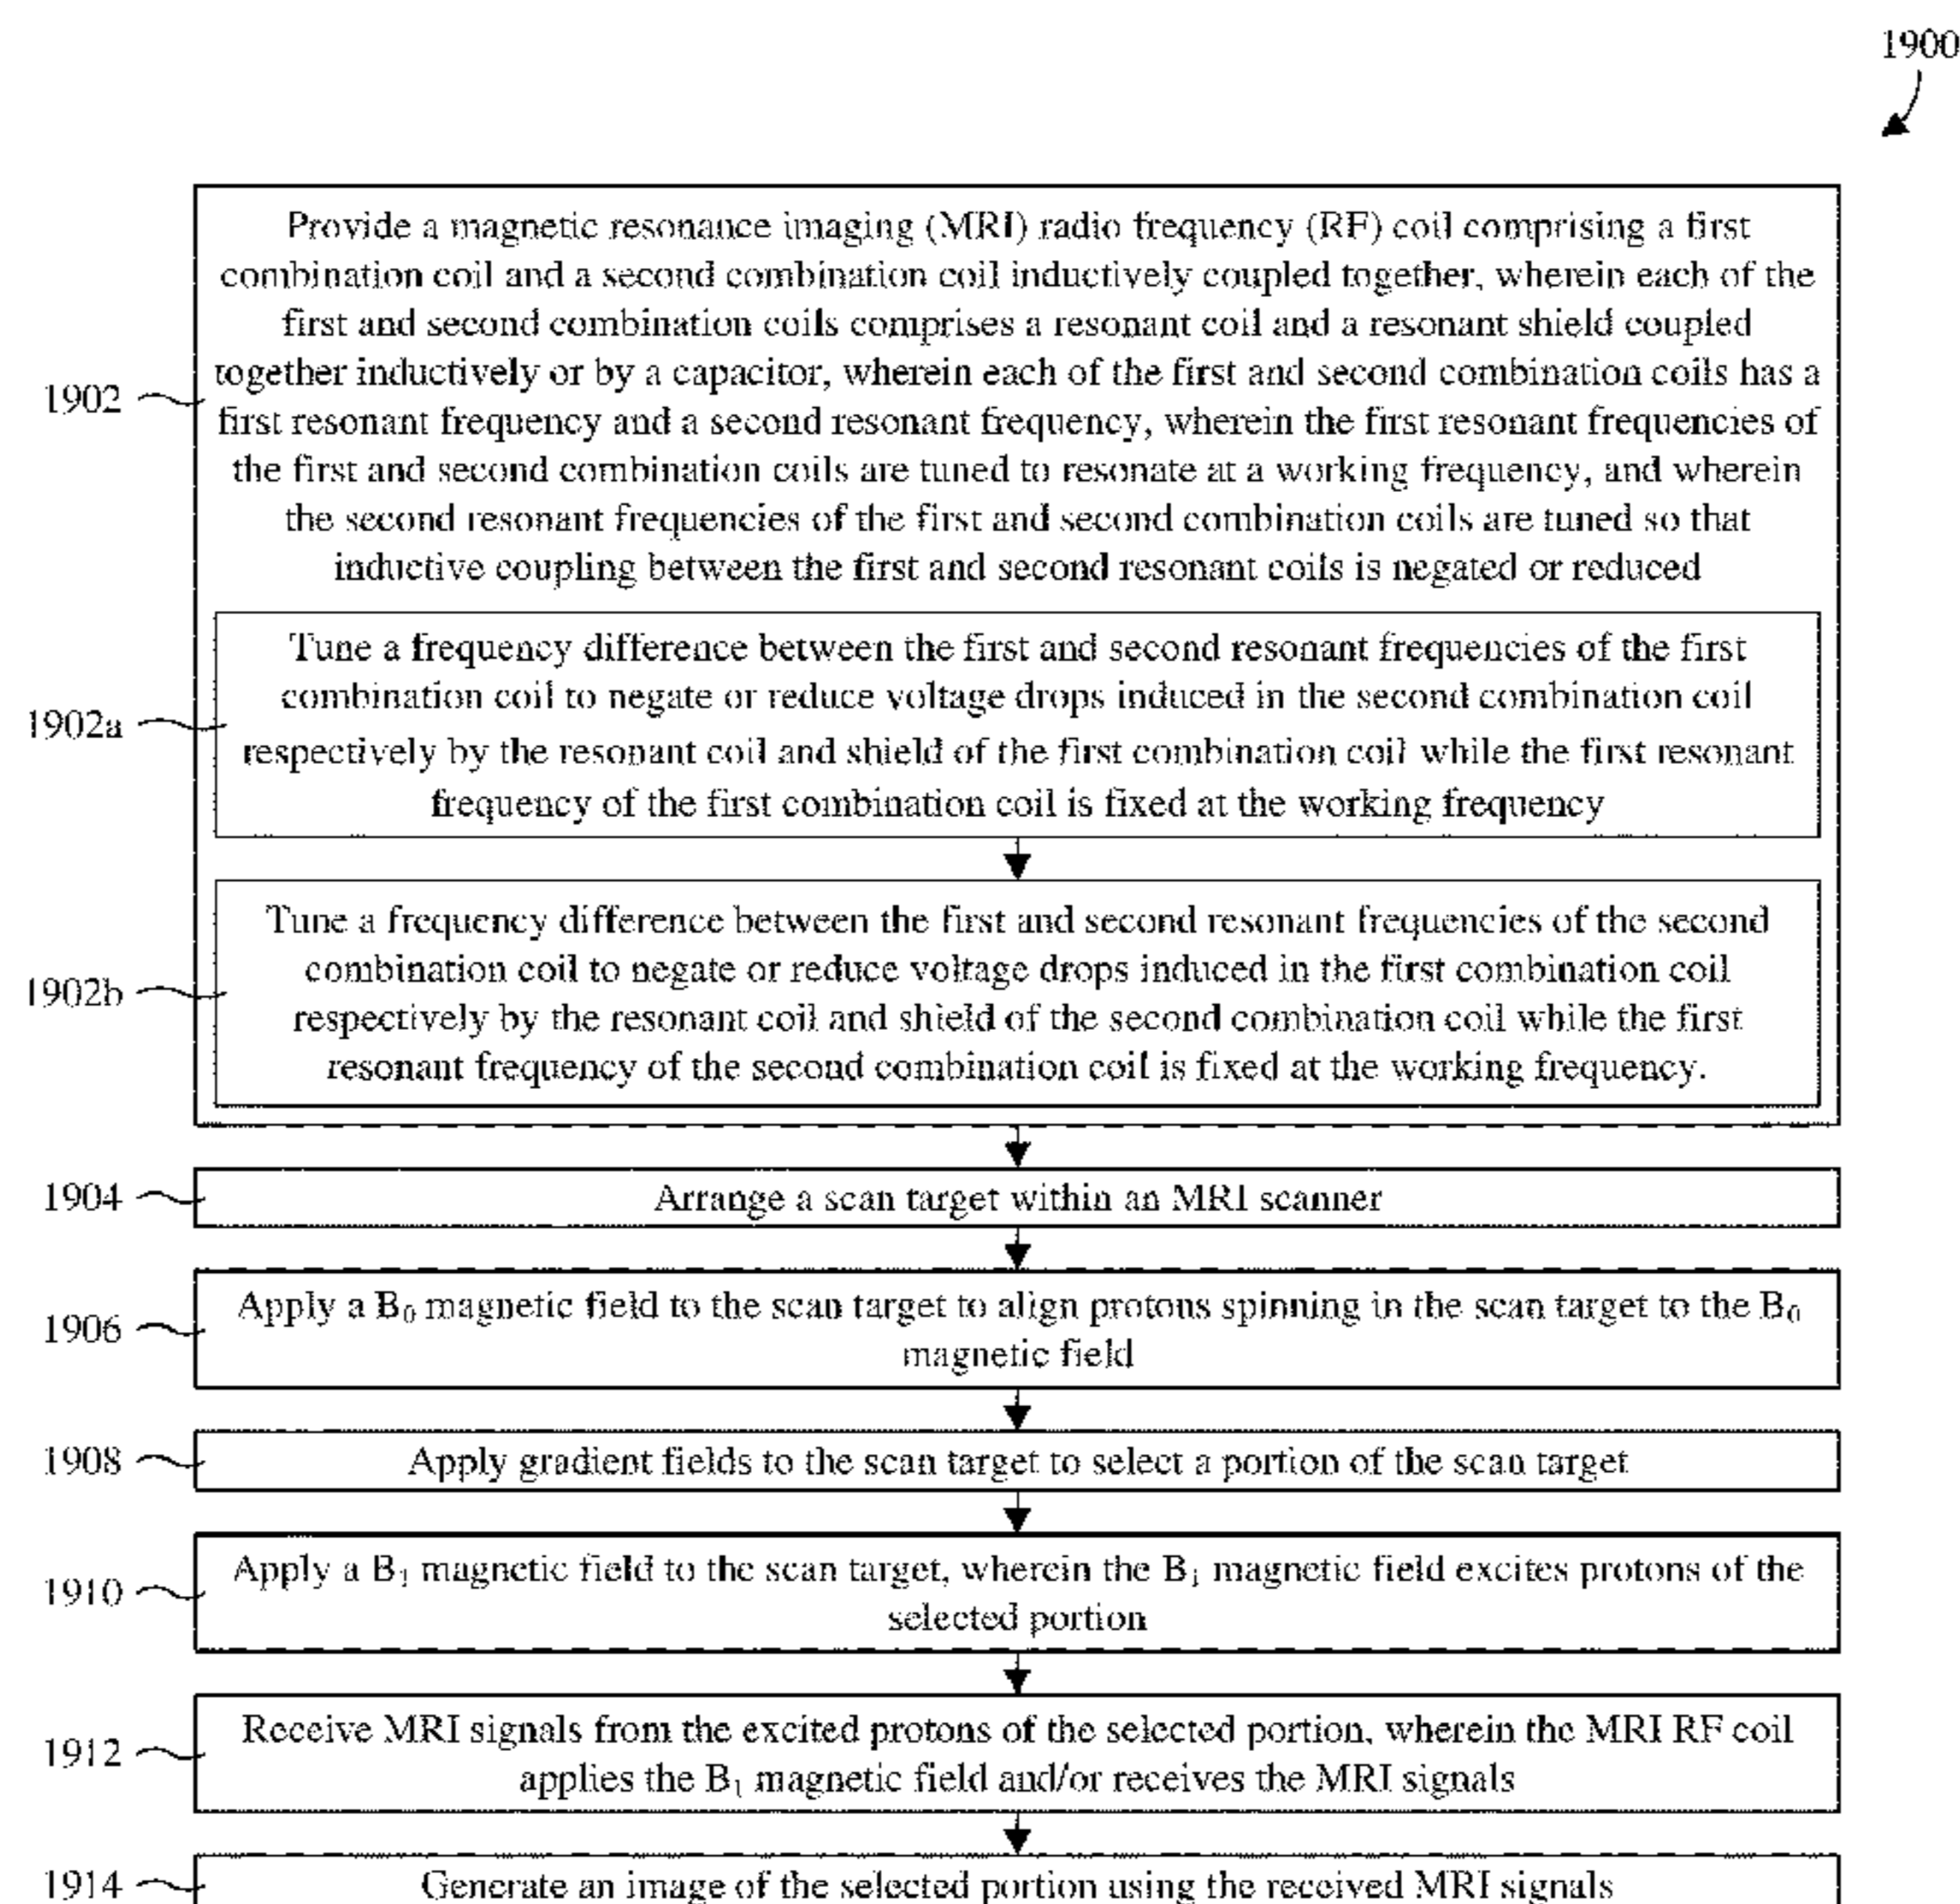 1900
Provide a magnetic resonance imaging (MRI) radio frequency (RF) coil comprising a first
combination coil and a second combination coil inductively coupled together, wherein each of the
first and second combination coils comprises a resonant coil and a resonant shield coupled
together inductively or by a capacitor, wherein each of the first and second combination coils has a
1902
first resonant frequency and a second resonant frequency, wherein the first resonant frequencies of
the first and second combination coils are tuned to resonate at a working frequency, and wherein
the second resonant frequencies of the first and second combination coils are tuned so that
inductive coupling between the first and second resonant coils is negated or reduced
Tune a frequency difference between the first and second resonant frequencies of the first
combination coil to negate or reduce voltage drops induced in the second combination coil
1902a
respectively by the resonant coil and shield of the first combination coil while the first resonant
frequency of the first combination coil is fixed at the working frequency
Tune a frequency difference between the first and second resonant frequencies of the second
combination coil to negate or reduce voltage drops induced in the first combination coil
1902b
respectively by the resonant coil and shield of the second combination coil while the first
resonant frequency of the second combination coil is fixed at the working frequency.
1904
Arrange a scan target within an MRI scanner
1906
Apply a B₀ magnetic field to the scan target to align protons spinning in the scan target to the B₀
magnetic field
1908
Apply gradient fields to the scan target to select a portion of the scan target
1910
Apply a B₁ magnetic field to the scan target, wherein the B₁ magnetic field excites protons of the
selected portion
1912
Receive MRI signals from the excited protons of the selected portion, wherein the MRI RF coil
applies the B₁ magnetic field and/or receives the MRI signals
1914
Generate an image of the selected portion using the received MRI signals